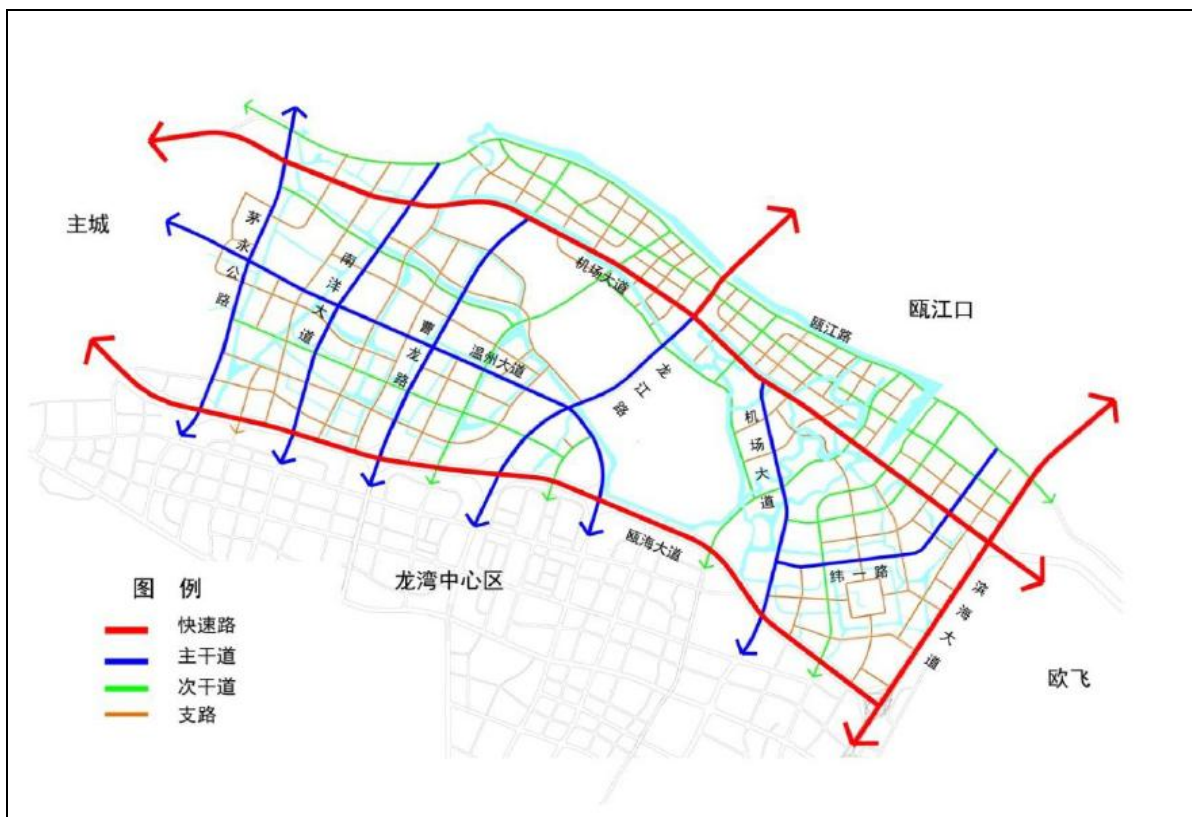 主城
茅永公路
南洋大道
曹龙路
温州大道
机场大道
龙江路
瓯江路
瓯江口
机场大道
瓯海大道
纬一路
滨海大道
欧飞
龙湾中心区
图 例
快速路
主干道
次干道
支路